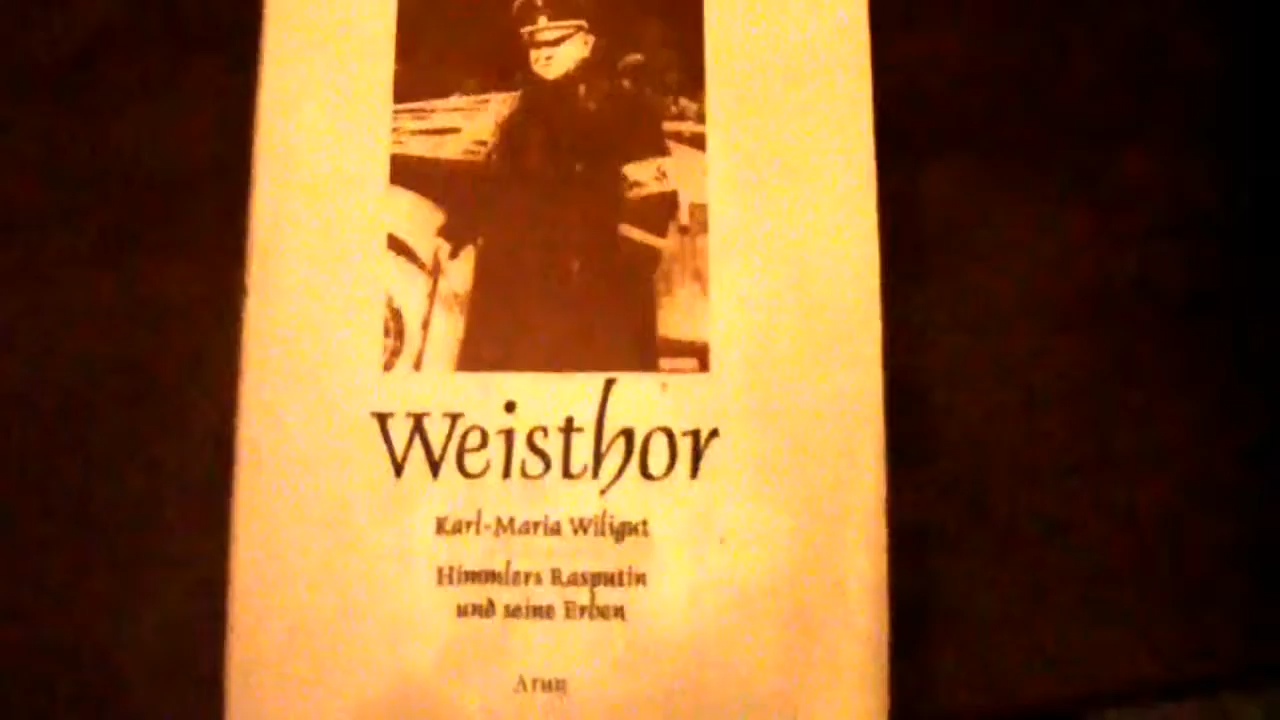 Weisthor
Karl-Maria Wiligut
Himmlers Rasputin
und seine Erben
Arun